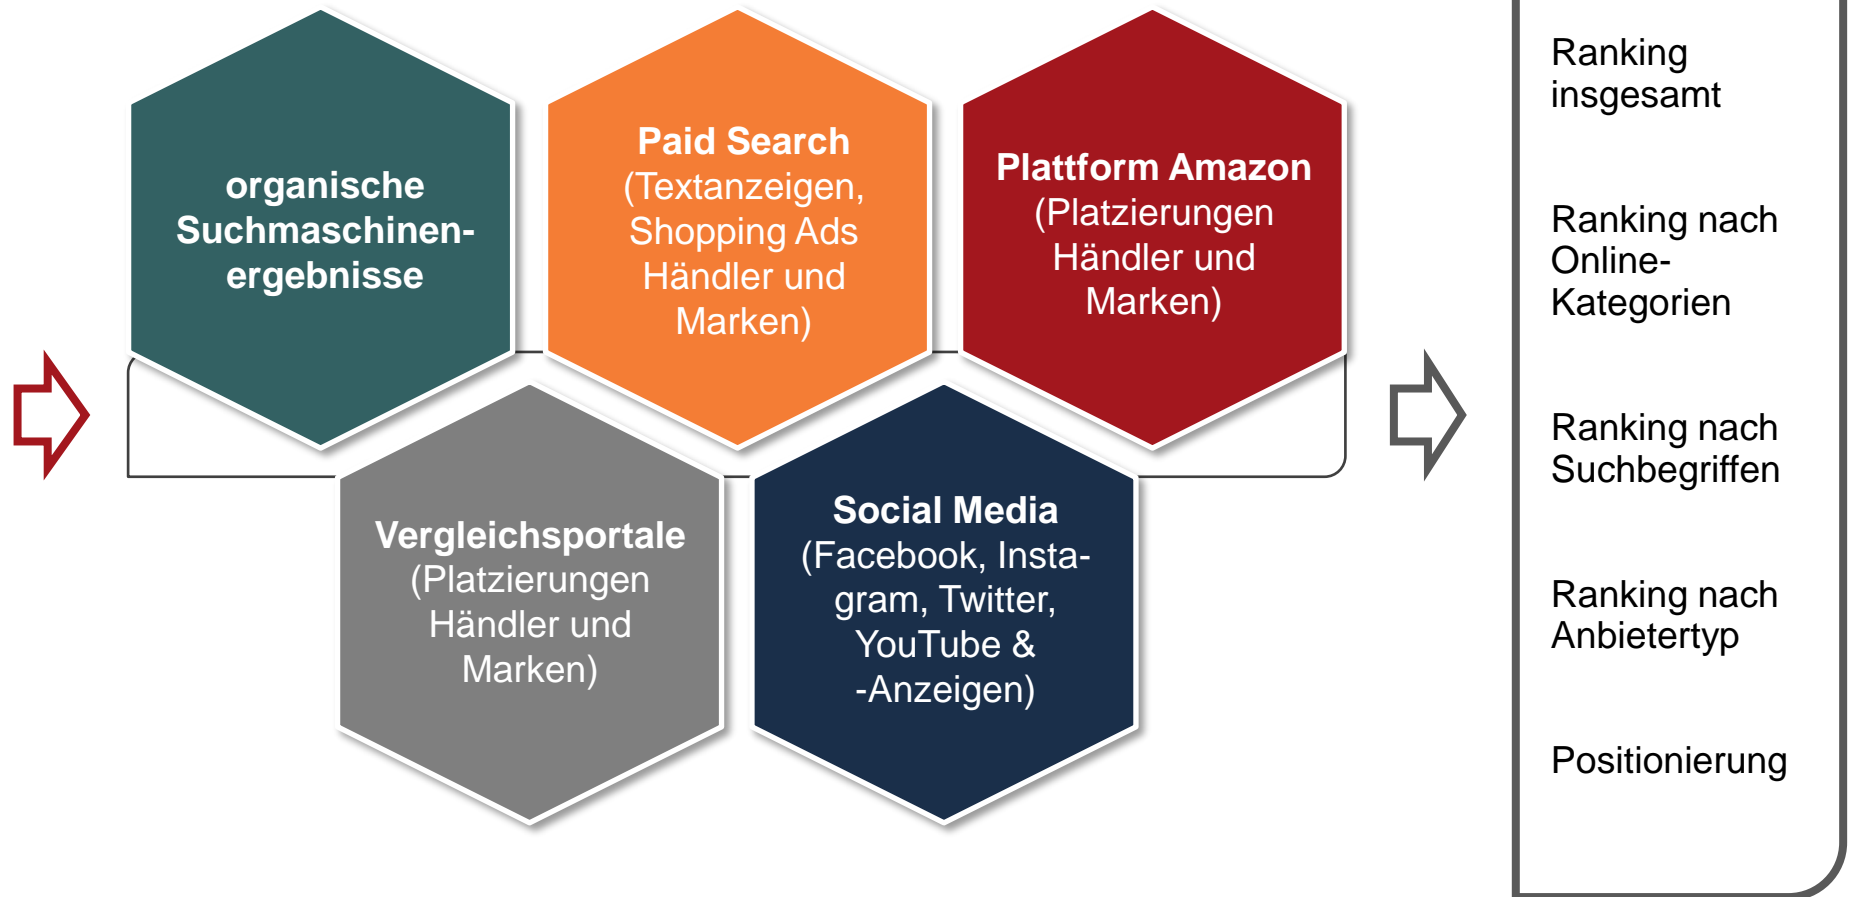 organische
Suchmaschinen-
ergebnisse
Paid Search
(Textanzeigen,
Shopping Ads
Händler und
Marken)
Plattform Amazon
(Platzierungen
Händler und
Marken)
Vergleichsportale
(Platzierungen
Händler und
Marken)
Social Media
(Facebook, Insta-
gram, Twitter,
YouTube &
-Anzeigen)
Ranking
insgesamt
Ranking nach
Online-
Kategorien
Ranking nach
Suchbegriffen
Ranking nach
Anbietertyp
Positionierung